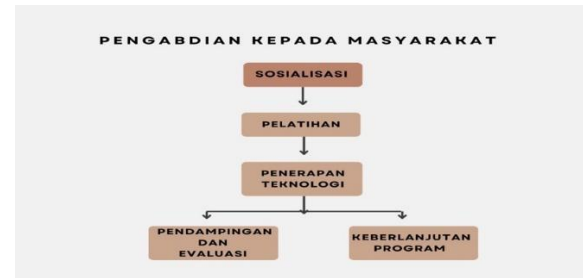 PENGABDIAN KEPADA MASYARAKAT
SOSIALISASI
PELATIHAN
PENERAPAN
TEKNOLOGI
PENDAMPINGAN
DAN
EVALUASI
KEBERLANJUTAN
PROGRAM